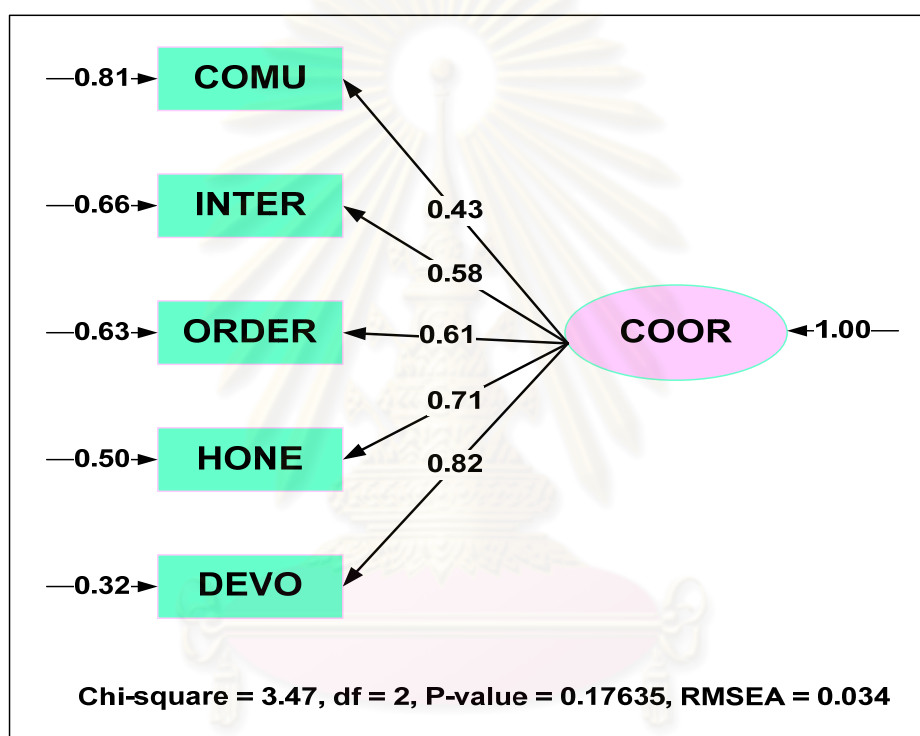 0.81 COMU
0.43
0.66 INTER
0.58
0.63 ORDER 0.61 COOR 1.00
0.71
0.50 HONE
0.82
0.32 DEVO
Chi-square = 3.47, df = 2, P-value = 0.17635, RMSEA = 0.034